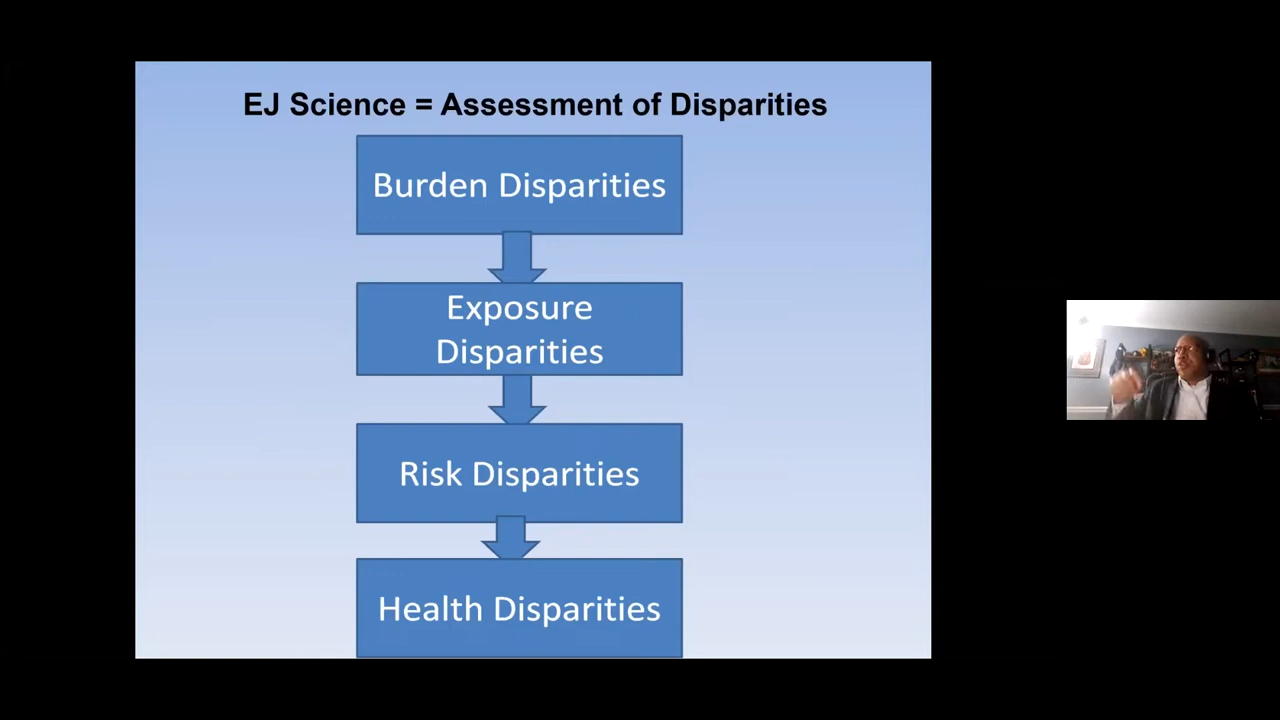 EJ Science = Assessment of Disparities
Burden Disparities
Exposure
Disparities
Risk Disparities
Health Disparities